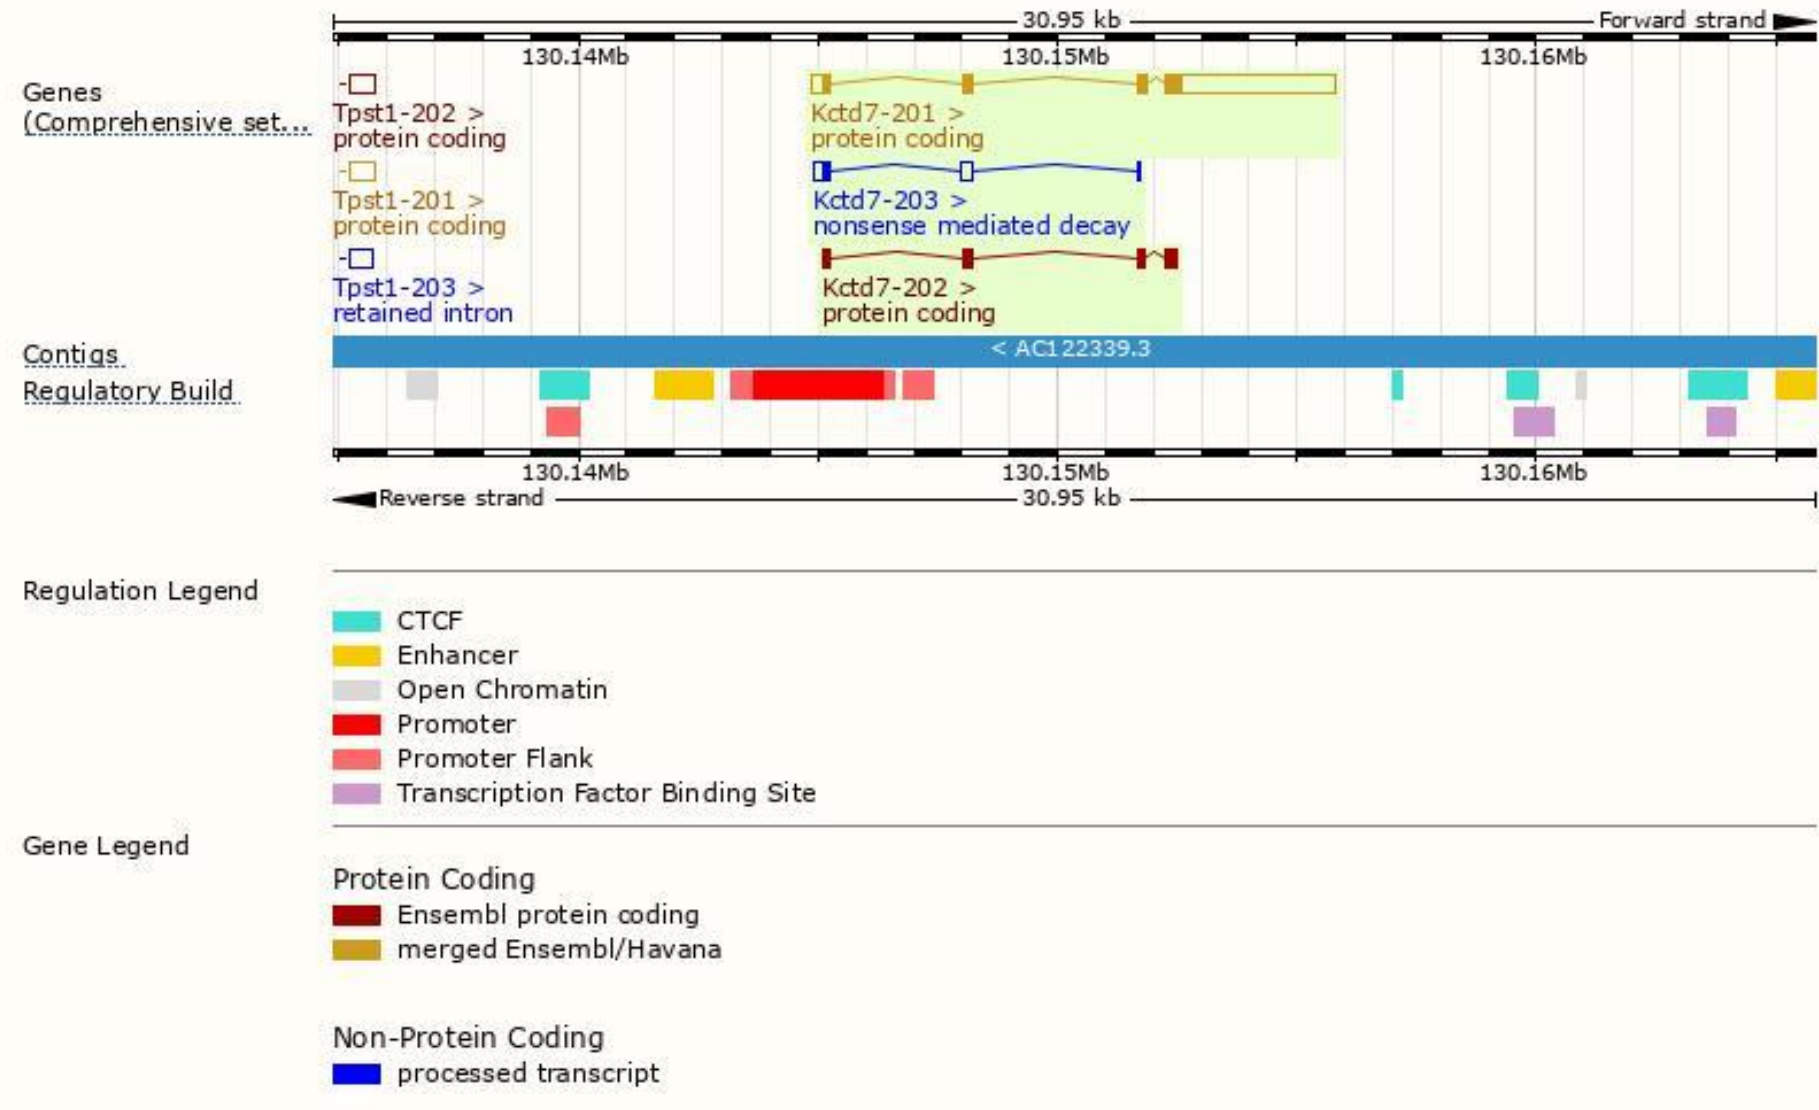 30.95 kb
Forward strand
130.14Mb 130.15Mb 130.16Mb
Genes
(Comprehensive set...
Tpst1-202 >
protein coding
Kctd7-201 >
protein coding
Tpst1-201 >
protein coding
Kctd7-203 >
nonsense mediated decay
Tpst1-203 >
retained intron
Kctd7-202 >
protein coding
Contigs
< AC122339.3
Regulatory Build
130.14Mb 130.15Mb 130.16Mb
Reverse strand
30.95 kb
Regulation Legend
CTCF
Enhancer
Open Chromatin
Promoter
Promoter Flank
Transcription Factor Binding Site
Gene Legend
Protein Coding
Ensembl protein coding
merged Ensembl/Havana
Non-Protein Coding
processed transcript